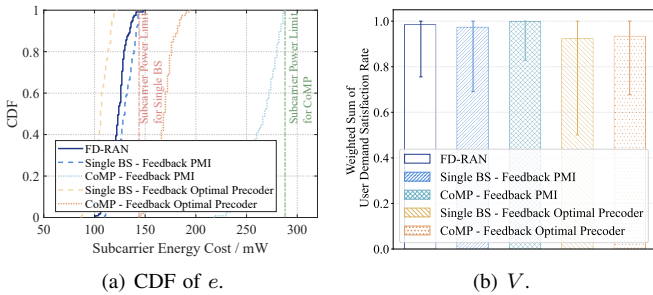 1
0.8
0.6
0.4
0.2
0
CDF
50
100
150
200
250
300
Subcarrier Energy Cost / mW
Subcarrier Power Limit
for Single BS
Subcarrier Power Limit
for CoMP
FD-RAN
Single BS - Feedback PMI
CoMP - Feedback PMI
Single BS - Feedback Optimal Precoder
CoMP - Feedback Optimal Precoder
(a) CDF of e.
Weighted Sum of
User Demand Satisfaction Rate
1.0
0.8
0.6
0.4
0.2
0.0
FD-RAN
Single BS - Feedback PMI
CoMP - Feedback PMI
Single BS - Feedback Optimal Precoder
CoMP - Feedback Optimal Precoder
(b) V.